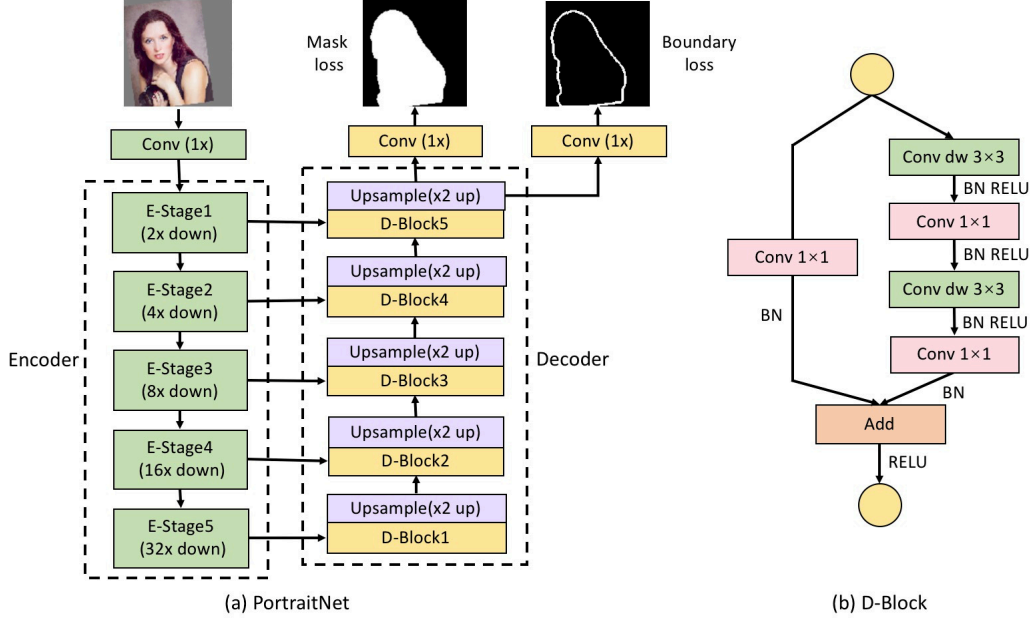 Mask
loss
Boundary
loss
Conv (1x)
Conv (1x)
Conv (1x)
E-Stage1
(2x down)
E-Stage2
(4x down)
E-Stage3
(8x down)
E-Stage4
(16x down)
E-Stage5
(32x down)
Encoder
Upsample(x2 up)
D-Block5
Upsample(x2 up)
D-Block4
Upsample(x2 up)
D-Block3
Upsample(x2 up)
D-Block2
Upsample(x2 up)
D-Block1
Decoder
(a) PortraitNet
Conv dw 3×3
BN RELU
Conv 1×1
BN RELU
Conv dw 3×3
BN RELU
Conv 1×1
BN
Conv 1×1
BN
Add
RELU
(b) D-Block